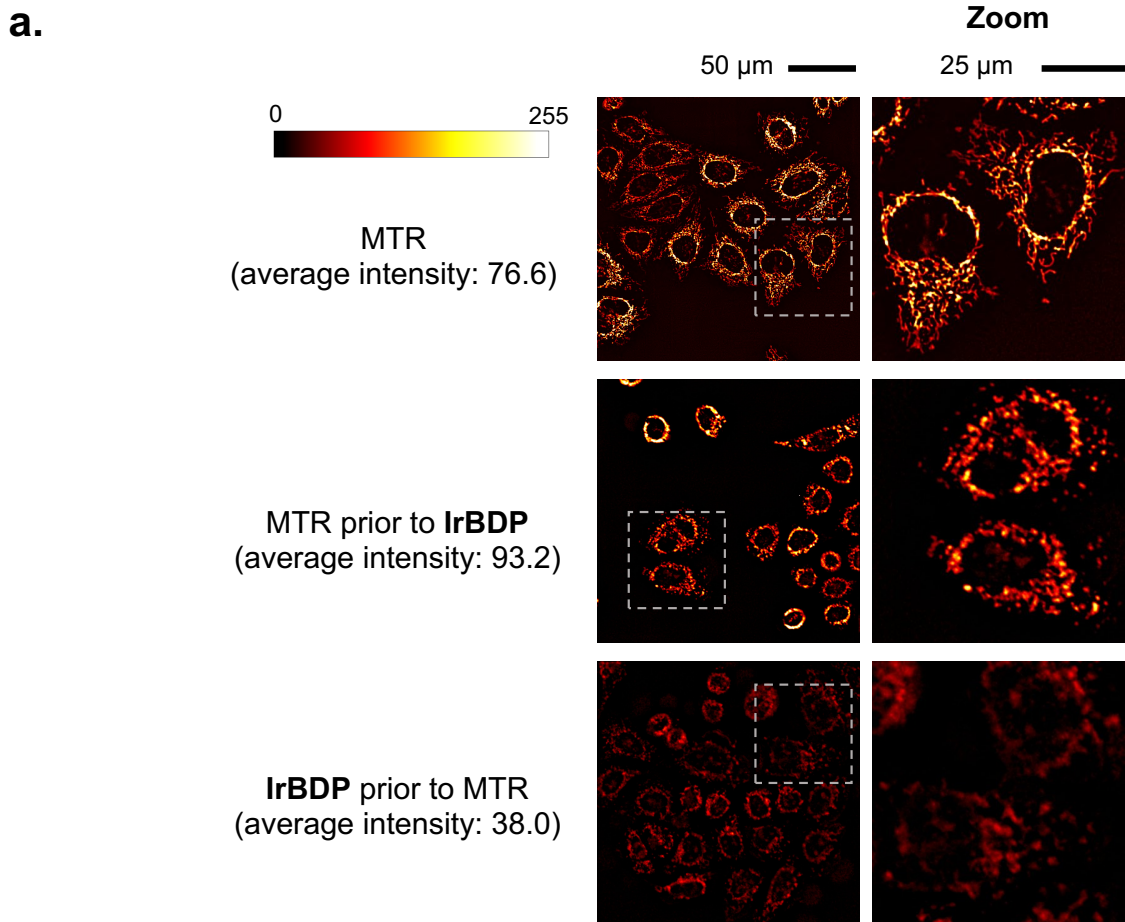 a.
Zoom
50 µm
25 µm
0
255
MTR
(average intensity: 76.6)
MTR prior to IrBDP
(average intensity: 93.2)
IrBDP prior to MTR
(average intensity: 38.0)